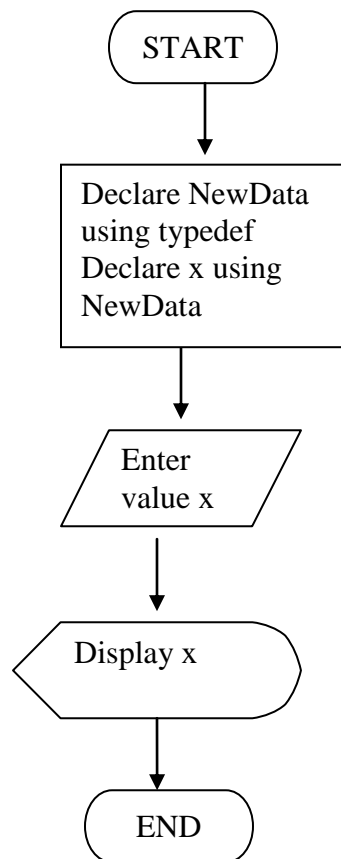 START
Declare NewData
using typedef
Declare x using
NewData
Enter
value x
Display x
END